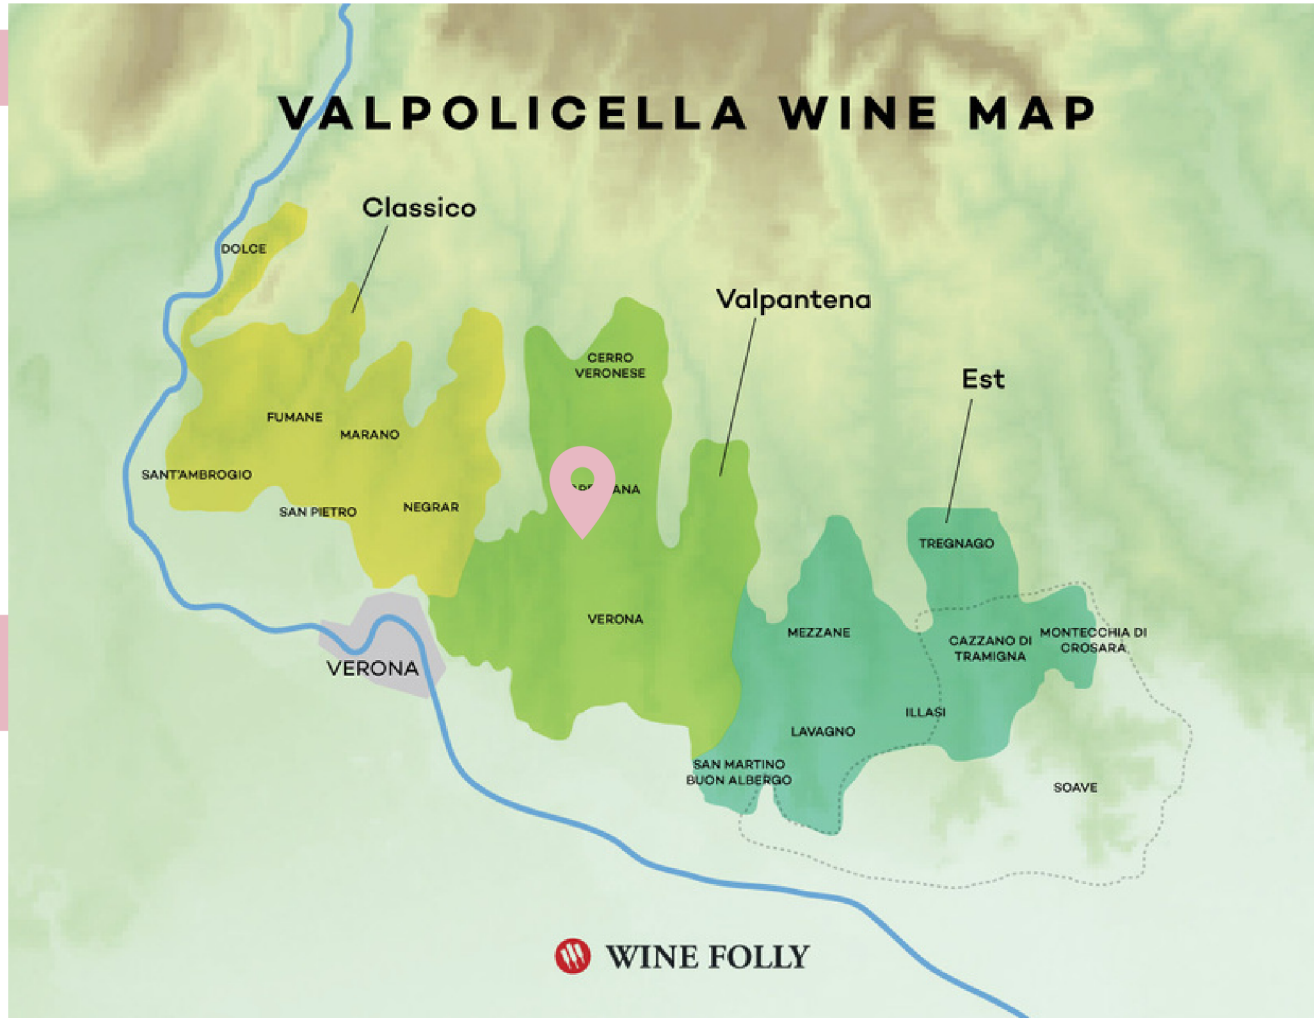 VALPOLICELLA WINE MAP
Classico
DOLCE
Valpantena
CERRO
VERONESE
Est
FUMANE
MARANO
SANT'AMBROGIO
SAN PIETRO
NEGRAR
TREGNAGO
VERONA
MEZZANE
CAZZANO DI
TRAMIGNA
MONTECCHIA DI
CROSARA
VERONA
ILLASI
LAVAGNO
SAN MARTINO
BUON ALBERGO
SOAVE
WINE FOLLY